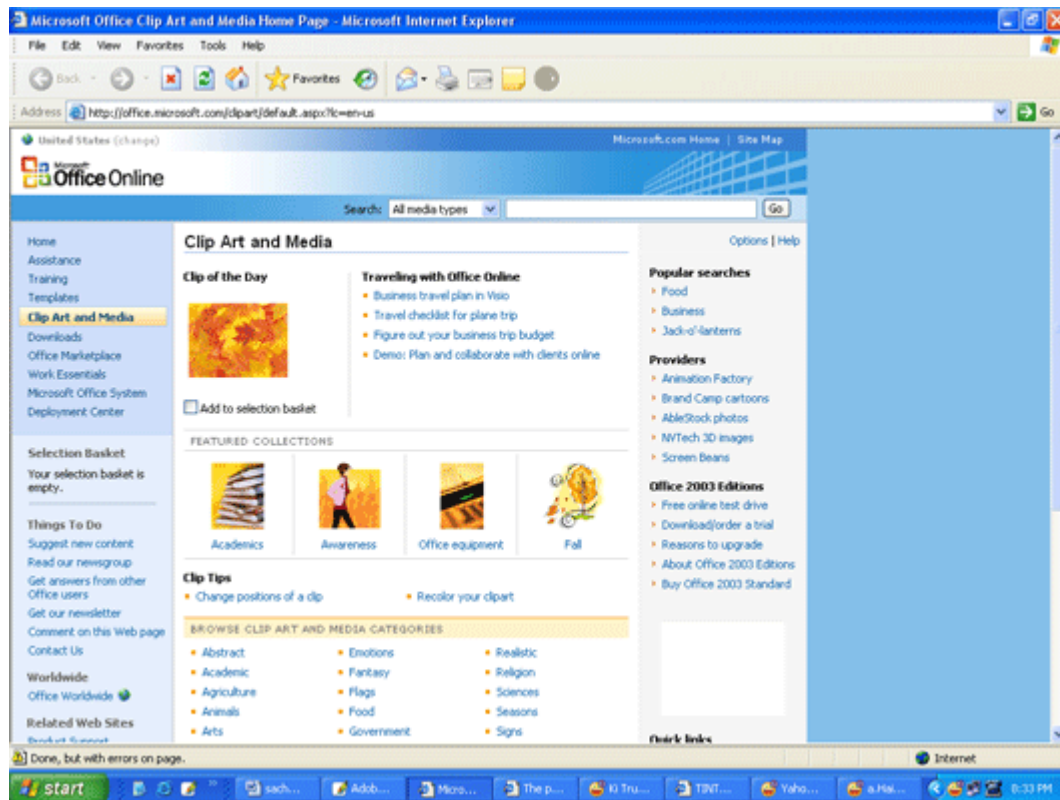 Microsoft Office Clip Art and Media Home Page - Microsoft Internet Explorer
File Edit View Favorites Tools Help
Back Favorites
Address http://office.microsoft.com/clipart/default.aspx?lc=en-us Go
United States (change) Microsoft.com Home | Site Map
Microsoft Office Online
Search: All media types Go
Home
Assistance
Training
Templates
Clip Art and Media
Downloads
Office Marketplace
Work Essentials
Microsoft Office System
Deployment Center
Selection Basket
Your selection basket is
empty.
Things To Do
Suggest new content
Read our newsgroup
Get answers from other
Office users
Get our newsletter
Comment on this Web page
Contact Us
Worldwide
Office Worldwide
Related Web Sites
Product Support
Clip Art and Media
Clip of the Day
Add to selection basket
Traveling with Office Online
Business travel plan in Visio
Travel checklist for plane trip
Figure out your business trip budget
Demo: Plan and collaborate with clients online
FEATURED COLLECTIONS
Academics Awareness Office equipment Fall
Clip Tips
Change positions of a clip Recolor your clipart
BROWSE CLIP ART AND MEDIA CATEGORIES
Abstract Emotions Realistic
Academic Fantasy Religion
Agriculture Flags Sciences
Animals Food Seasons
Arts Government Signs
Options | Help
Popular searches
Food
Business
Jack-o'-lanterns
Providers
Animation Factory
Brand Camp cartoons
AbleStock photos
NVTech 3D images
Screen Beans
Office 2003 Editions
Free online test drive
Download/order a trial
Reasons to upgrade
About Office 2003 Editions
Buy Office 2003 Standard
Quick links
Done, but with errors on page. Internet
start sach... Adob... Micro... The p... Ki Tru... TINT... Yaho... a.Hai... 8:33 PM